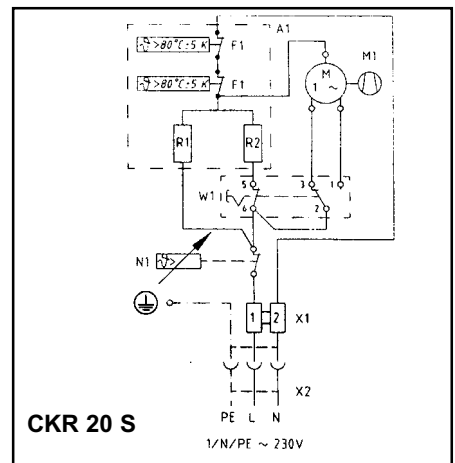 A1
ϑ>80°C±5 K F1
M1
M
1 ~
ϑ>80°C±5 K F1
R1 R2
5 3 1
W1
6 2
N1 ϑ>
1 2 X1
X2
PE L N
CKR 20 S
1/N/PE ~ 230V